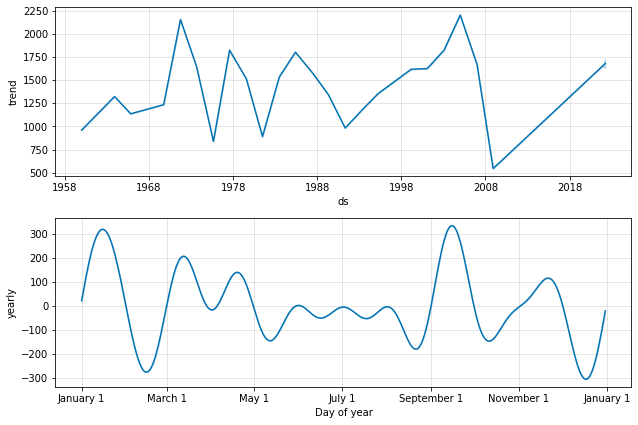 2250
2000
1750
1500
1250
1000
750
500
trend
1958 1968 1978 1988 1998 2008 2018
ds
300
200
100
0
−100
−200
−300
yearly
January 1 March 1 May 1 July 1 September 1 November 1 January 1
Day of year